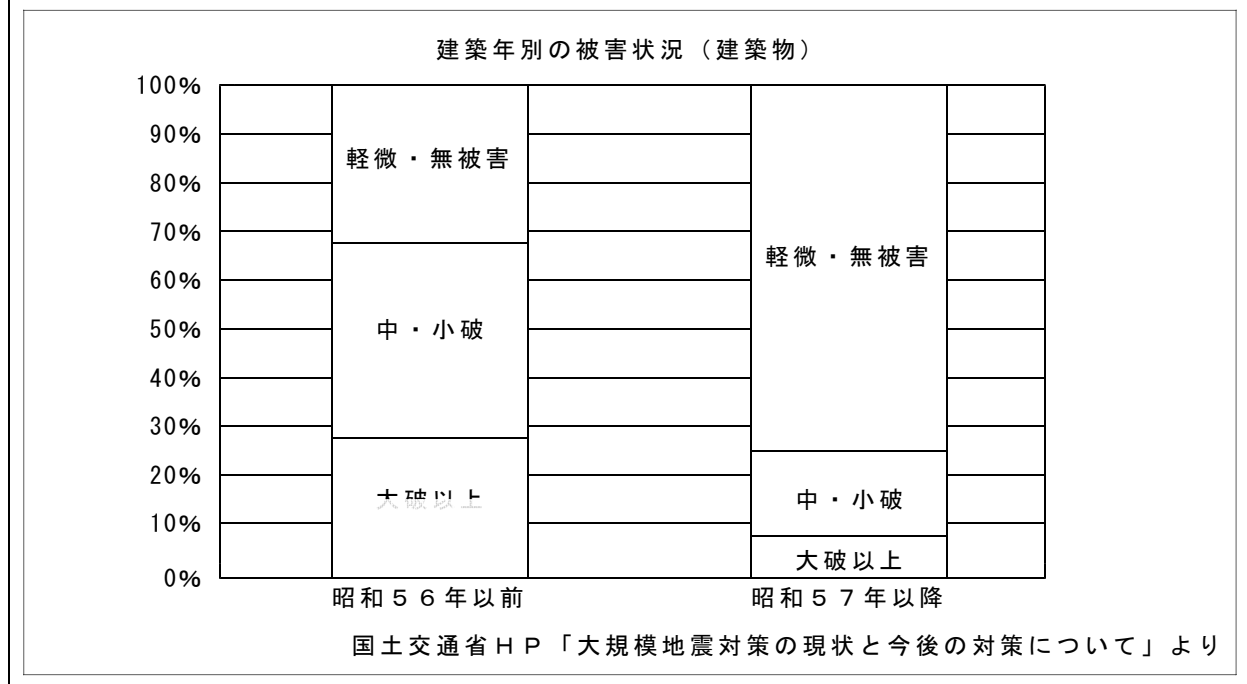 建築年別の被害状況（建築物）
100%
90%
80%
70%
60%
50%
40%
30%
20%
10%
0%
軽微・無被害
中・小破
大破以上
軽微・無被害
中・小破
大破以上
昭和５６年以前
昭和５７年以降
国土交通省ＨＰ「大規模地震対策の現状と今後の対策について」より